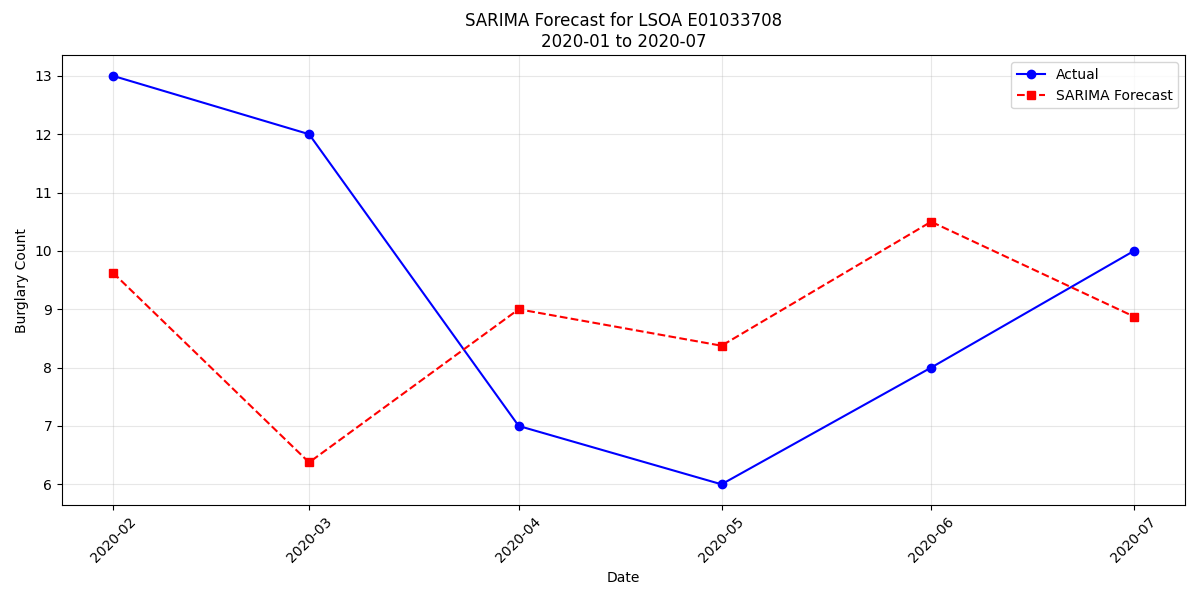 SARIMA Forecast for LSOA E01033708
2020-01 to 2020-07
Actual
SARIMA Forecast
Burglary Count
13
12
11
10
9
8
7
6
2020-02
2020-03
2020-04
2020-05
2020-06
2020-07
Date